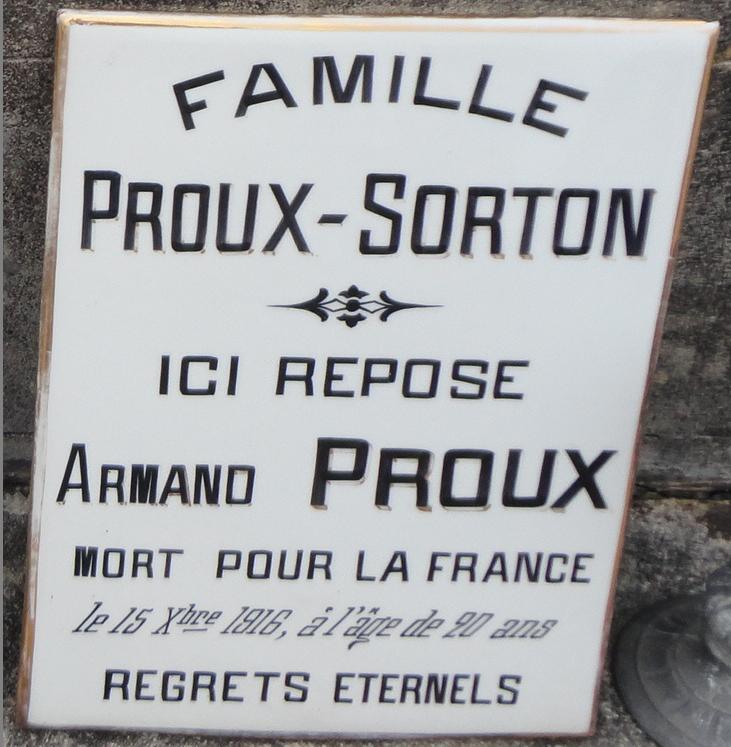 FAMILLE
PROUX-SORTON
ICI REPOSE
ARMAND PROUX
MORT POUR LA FRANCE
le 15 Xbre 1916, à l'âge de 20 ans
REGRETS ETERNELS